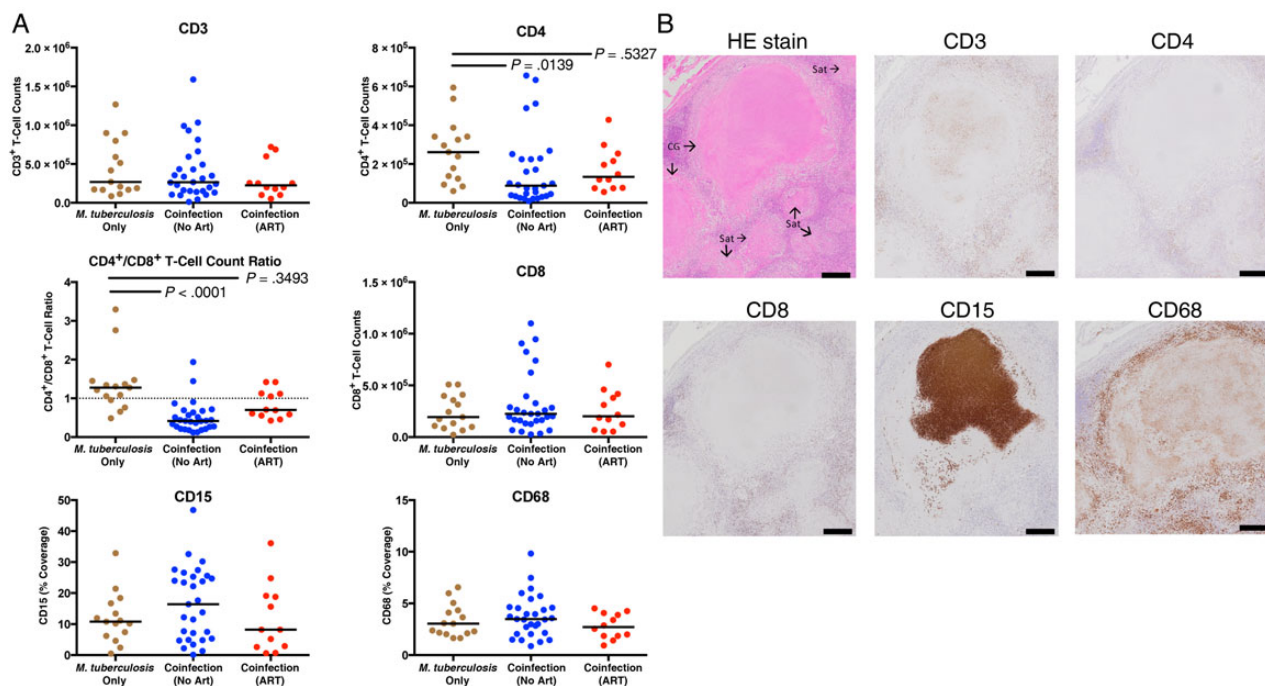 A
CD3
CD3+ T-Cell Counts
2.0 × 10⁶
1.5 × 10⁶
1.0 × 10⁶
5.0 × 10⁵
0.0
M. tuberculosis Only
Coinfection (No Art)
Coinfection (ART)
CD4
CD4+ T-Cell Counts
8 × 10⁵
6 × 10⁵
4 × 10⁵
2 × 10⁵
0.0
P = .5327
P = .0139
M. tuberculosis Only
Coinfection (No Art)
Coinfection (ART)
CD4+/CD8+ T-Cell Count Ratio
P = .3493
P < .0001
CD4+/CD8+ T-Cell Ratio
4
3
2
1
0
M. tuberculosis Only
Coinfection (No Art)
Coinfection (ART)
CD8
CD8+ T-Cell Counts
1.5 × 10⁶
1.0 × 10⁶
5.0 × 10⁵
0.0
M. tuberculosis Only
Coinfection (No Art)
Coinfection (ART)
CD15
CD15 (% Coverage)
50
40
30
20
10
0
M. tuberculosis Only
Coinfection (No Art)
Coinfection (ART)
CD68
CD68 (% Coverage)
15
10
5
0
M. tuberculosis Only
Coinfection (No Art)
Coinfection (ART)
B
HE stain
Sat
CG
Sat
Sat
CD3
CD4
CD8
CD15
CD68